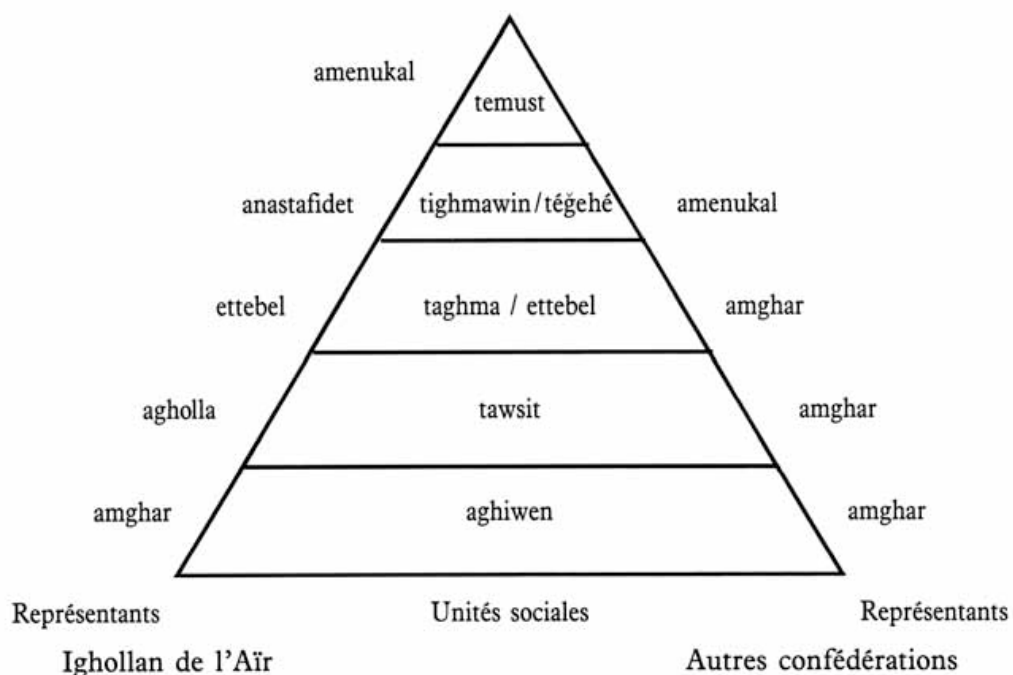 amenukal
temust
anastafidet tighmawin/téğehé amenukal
ettebel taghma / ettebel amghar
agholla tawsit amghar
amghar aghiwen amghar
Représentants Unités sociales Représentants
Ighollan de l'Aïr Autres confédérations